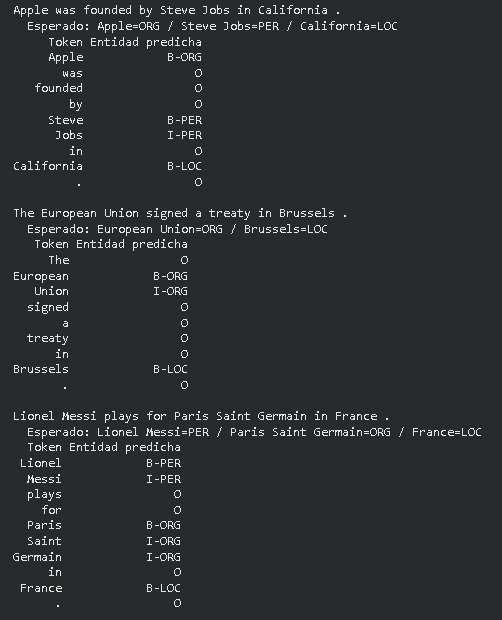 Apple was founded by Steve Jobs in California .
Esperado: Apple=ORG / Steve Jobs=PER / California=LOC
Token Entidad predicha
Apple B-ORG
was O
founded O
by O
Steve B-PER
Jobs I-PER
in O
California B-LOC
. O
The European Union signed a treaty in Brussels .
Esperado: European Union=ORG / Brussels=LOC
Token Entidad predicha
The O
European B-ORG
Union I-ORG
signed O
a O
treaty O
in O
Brussels B-LOC
. O
Lionel Messi plays for Paris Saint Germain in France .
Esperado: Lionel Messi=PER / Paris Saint Germain=ORG / France=LOC
Token Entidad predicha
Lionel B-PER
Messi I-PER
plays O
for O
Paris B-ORG
Saint I-ORG
Germain I-ORG
in O
France B-LOC
. O